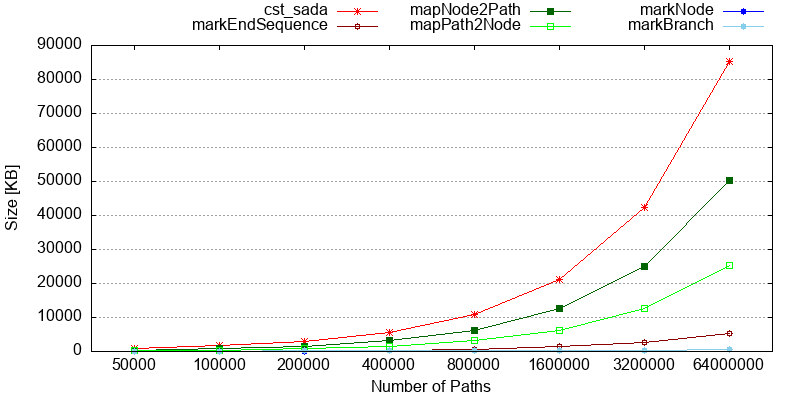 cst_sada mapNode2Path markNode
markEndSequence mapPath2Node markBranch
90000
80000
70000
60000
50000
40000
30000
20000
10000
0
Size [KB]
50000 100000 200000 400000 800000 1600000 3200000 6400000
Number of Paths